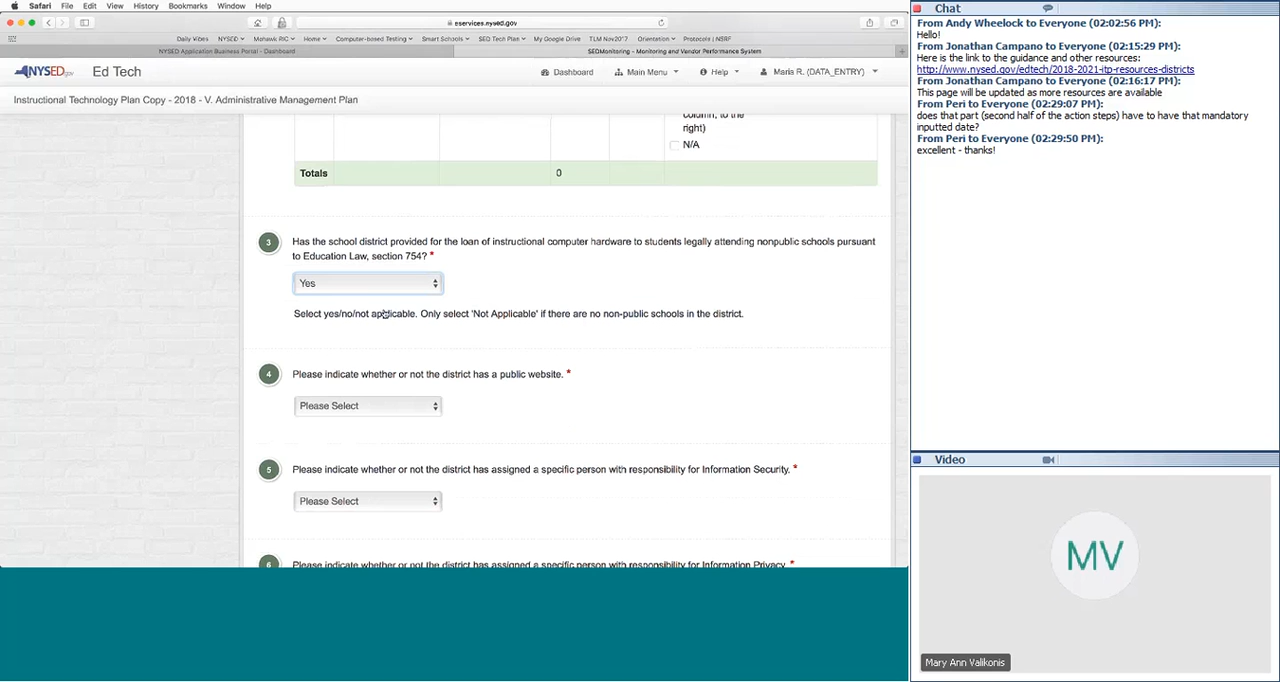 Safari File Edit View History Bookmarks Window Help
eservices.nysed.gov
Daily Vibes NYSED Mohawk RIC Home Computer-based Testing Smart Schools SED Tech Plan My Google Drive TLM Nov2017 Orientation Protocols | NSRF
NYSED Application Business Portal - Dashboard
SEDMonitoring - Monitoring and Vendor Performance System
NYSED.gov Ed Tech
Dashboard Main Menu Help Maria R. (DATA_ENTRY)
Instructional Technology Plan Copy - 2018 - V. Administrative Management Plan
column, to the
right)
N/A
Totals 0
3 Has the school district provided for the loan of instructional computer hardware to students legally attending nonpublic schools pursuant
to Education Law, section 754? *
Yes
Select yes/no/not applicable. Only select 'Not Applicable' if there are no non-public schools in the district.
4 Please indicate whether or not the district has a public website. *
Please Select
5 Please indicate whether or not the district has assigned a specific person with responsibility for Information Security. *
Please Select
6 Please indicate whether or not the district has assigned a specific person with responsibility for Information Privacy. *
Chat
From Andy Wheelock to Everyone (02:02:56 PM):
Hello!
From Jonathan Campano to Everyone (02:15:29 PM):
Here is the link to the guidance and other resources:
http://www.nysed.gov/edtech/2018-2021-itp-resources-districts
From Jonathan Campano to Everyone (02:16:17 PM):
This page will be updated as more resources are available
From Peri to Everyone (02:29:07 PM):
does that part (second half of the action steps) have to have that mandatory
inputted date?
From Peri to Everyone (02:29:50 PM):
excellent - thanks!
Video
MV
Mary Ann Valikonis